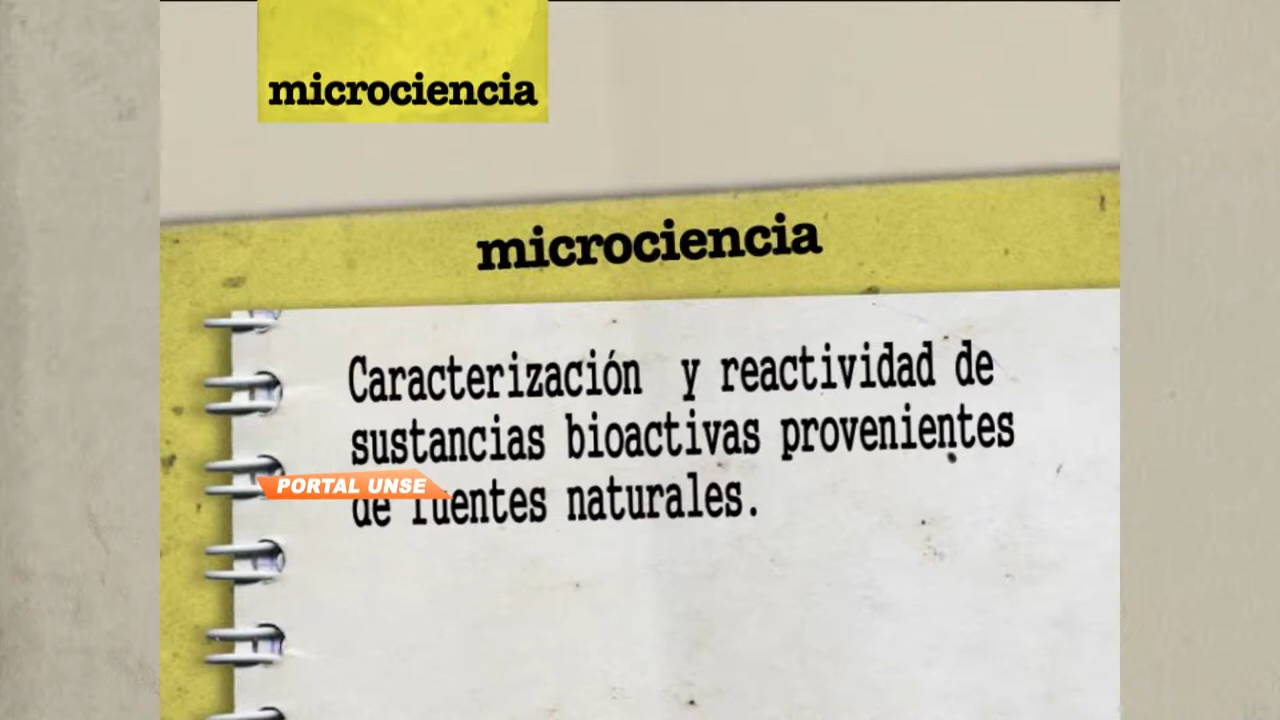 microciencia
microciencia
Caracterización y reactividad de
sustancias bioactivas provenientes
PORTAL UNSE
de fuentes naturales.